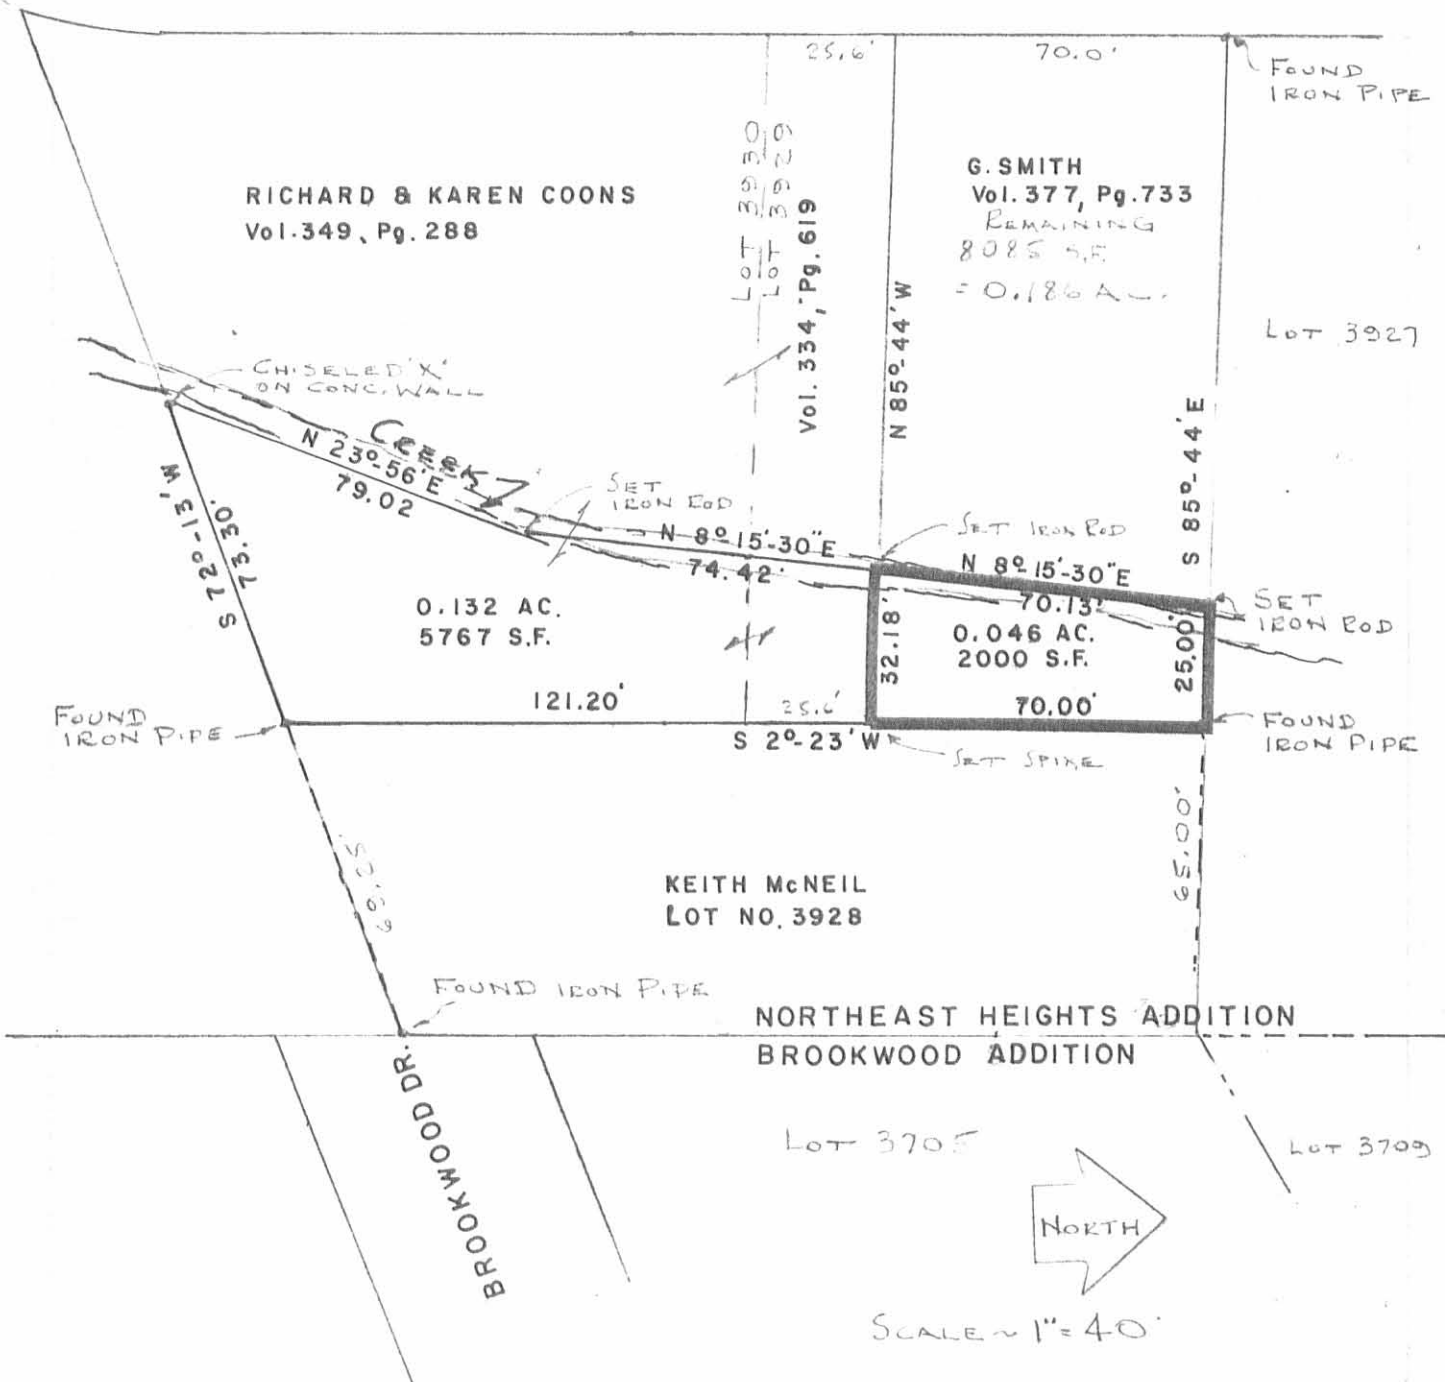 25.6'
70.0'
FOUND
IRON PIPE
RICHARD & KAREN COONS
Vol.349, Pg. 288
LOT 3930
LOT 3929
Vol. 334, Pg. 619
G. SMITH
Vol. 377, Pg. 733
REMAINING
8085 S.F.
= 0.186 Ac.
LOT 3927
N 85°-44' W
S 85°-44' E
CHISELED 'X'
ON CONC. WALL
CREEK
N 23°-56' E
79.02
SET
IRON ROD
N 8°-15'-30" E
74.42'
SET IRON ROD
N 8°-15'-30" E
70.13'
SET
IRON ROD
S 72°-13' W
73.30'
0.132 AC.
5767 S.F.
32.18'
0.046 AC.
2000 S.F.
25.00'
121.20'
25.6'
70.00'
FOUND
IRON PIPE
S 2°-23' W
SET SPIKE
FOUND
IRON PIPE
65.00'
KEITH McNEIL
LOT NO. 3928
FOUND IRON PIPE
NORTHEAST HEIGHTS ADDITION
BROOKWOOD ADDITION
BROOKWOOD DR.
LOT 3705
LOT 3709
NORTH
SCALE ~ 1" = 40'